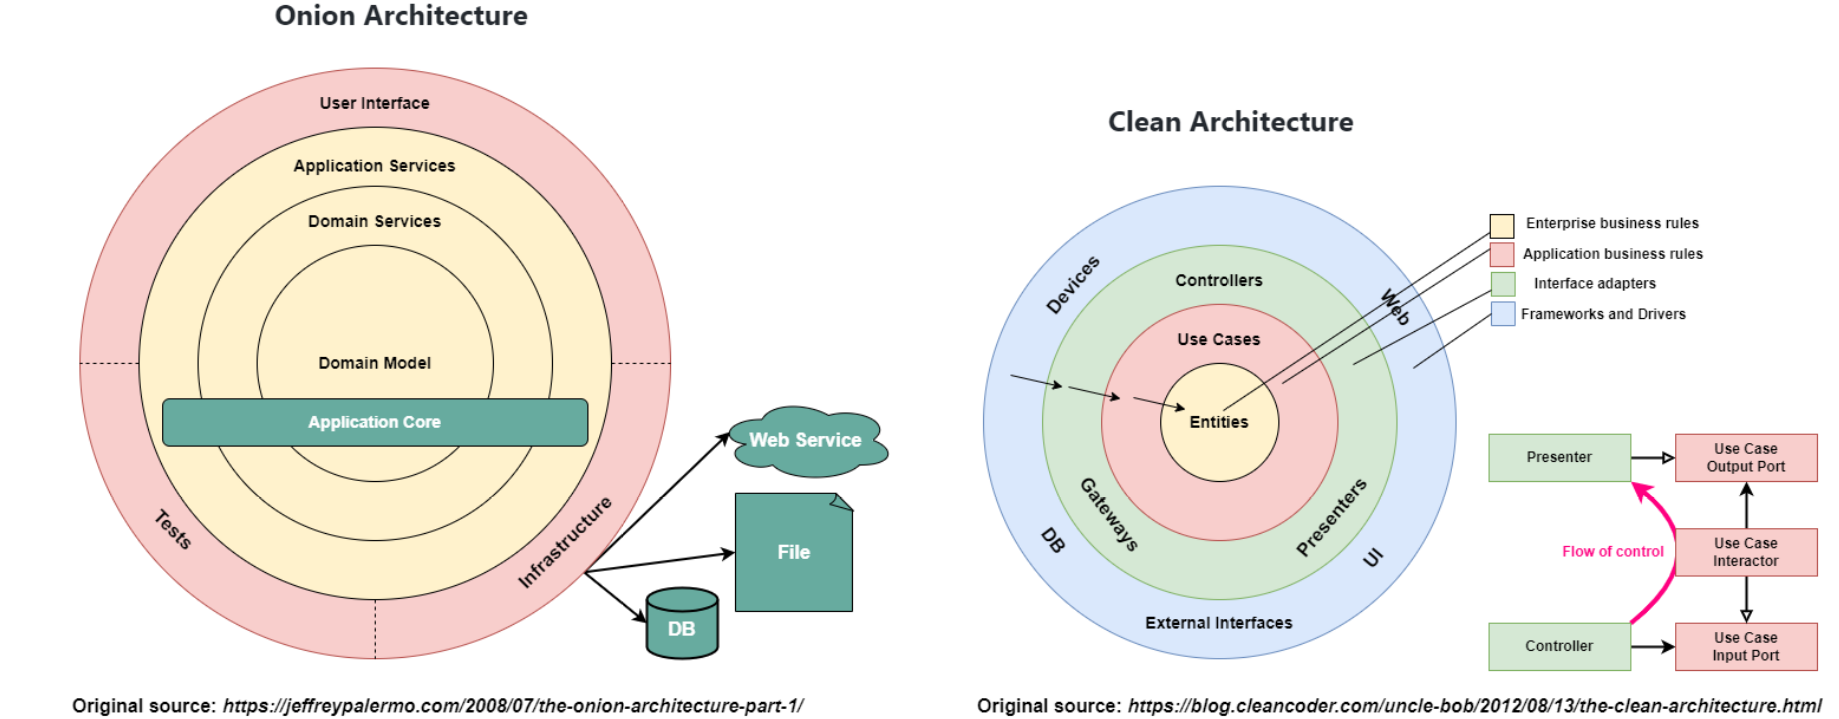 Onion Architecture
User Interface
Application Services
Domain Services
Domain Model
Application Core
Tests
Infrastructure
Web Service
File
DB
Original source: https://jeffreypalermo.com/2008/07/the-onion-architecture-part-1/
Clean Architecture
Devices
Web
Controllers
Use Cases
Entities
Gateways
Presenters
DB
UI
External Interfaces
Enterprise business rules
Application business rules
Interface adapters
Frameworks and Drivers
Presenter
Use Case
Output Port
Flow of control
Use Case
Interactor
Controller
Use Case
Input Port
Original source: https://blog.cleancoder.com/uncle-bob/2012/08/13/the-clean-architecture.html